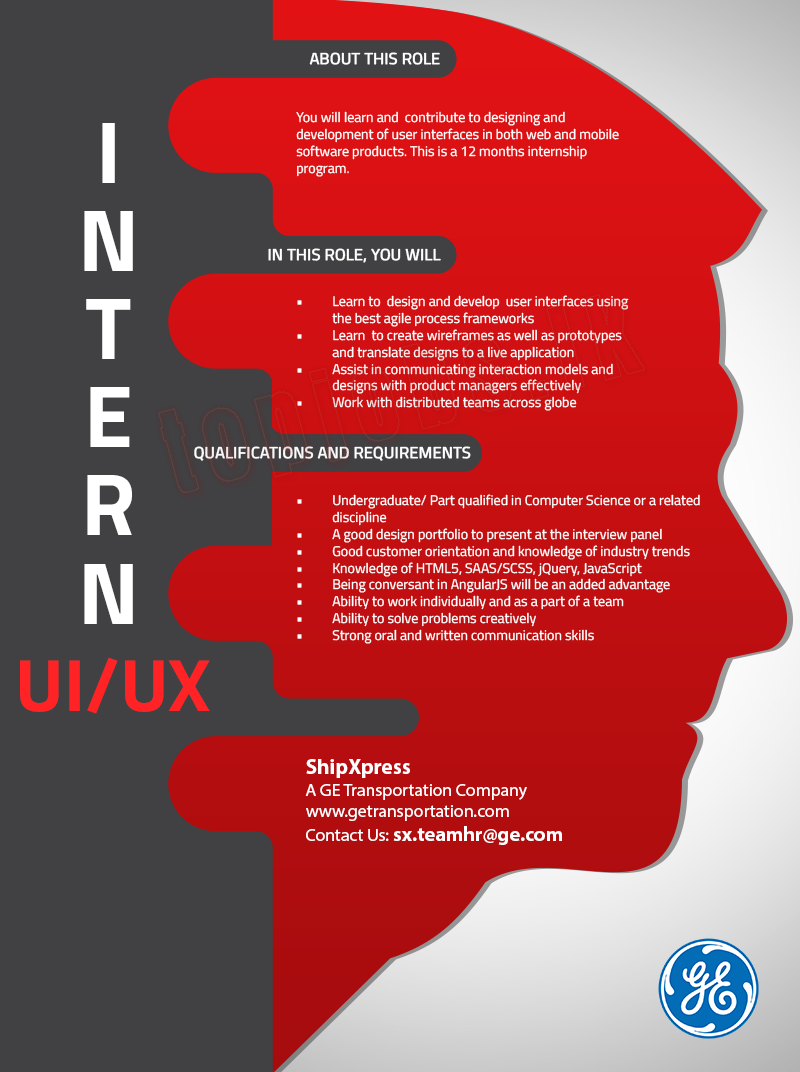 INTERN
UI/UX
ABOUT THIS ROLE
You will learn and contribute to designing and
development of user interfaces in both web and mobile
software products. This is a 12 months internship
program.
IN THIS ROLE, YOU WILL
▪ Learn to design and develop user interfaces using
the best agile process frameworks
▪ Learn to create wireframes as well as prototypes
and translate designs to a live application
▪ Assist in communicating interaction models and
designs with product managers effectively
▪ Work with distributed teams across globe
QUALIFICATIONS AND REQUIREMENTS
▪ Undergraduate/ Part qualified in Computer Science or a related
discipline
▪ A good design portfolio to present at the interview panel
▪ Good customer orientation and knowledge of industry trends
▪ Knowledge of HTML5, SAAS/SCSS, jQuery, JavaScript
▪ Being conversant in AngularJS will be an added advantage
▪ Ability to work individually and as a part of a team
▪ Ability to solve problems creatively
▪ Strong oral and written communication skills
ShipXpress
A GE Transportation Company
www.getransportation.com
Contact Us: sx.teamhr@ge.com
GE